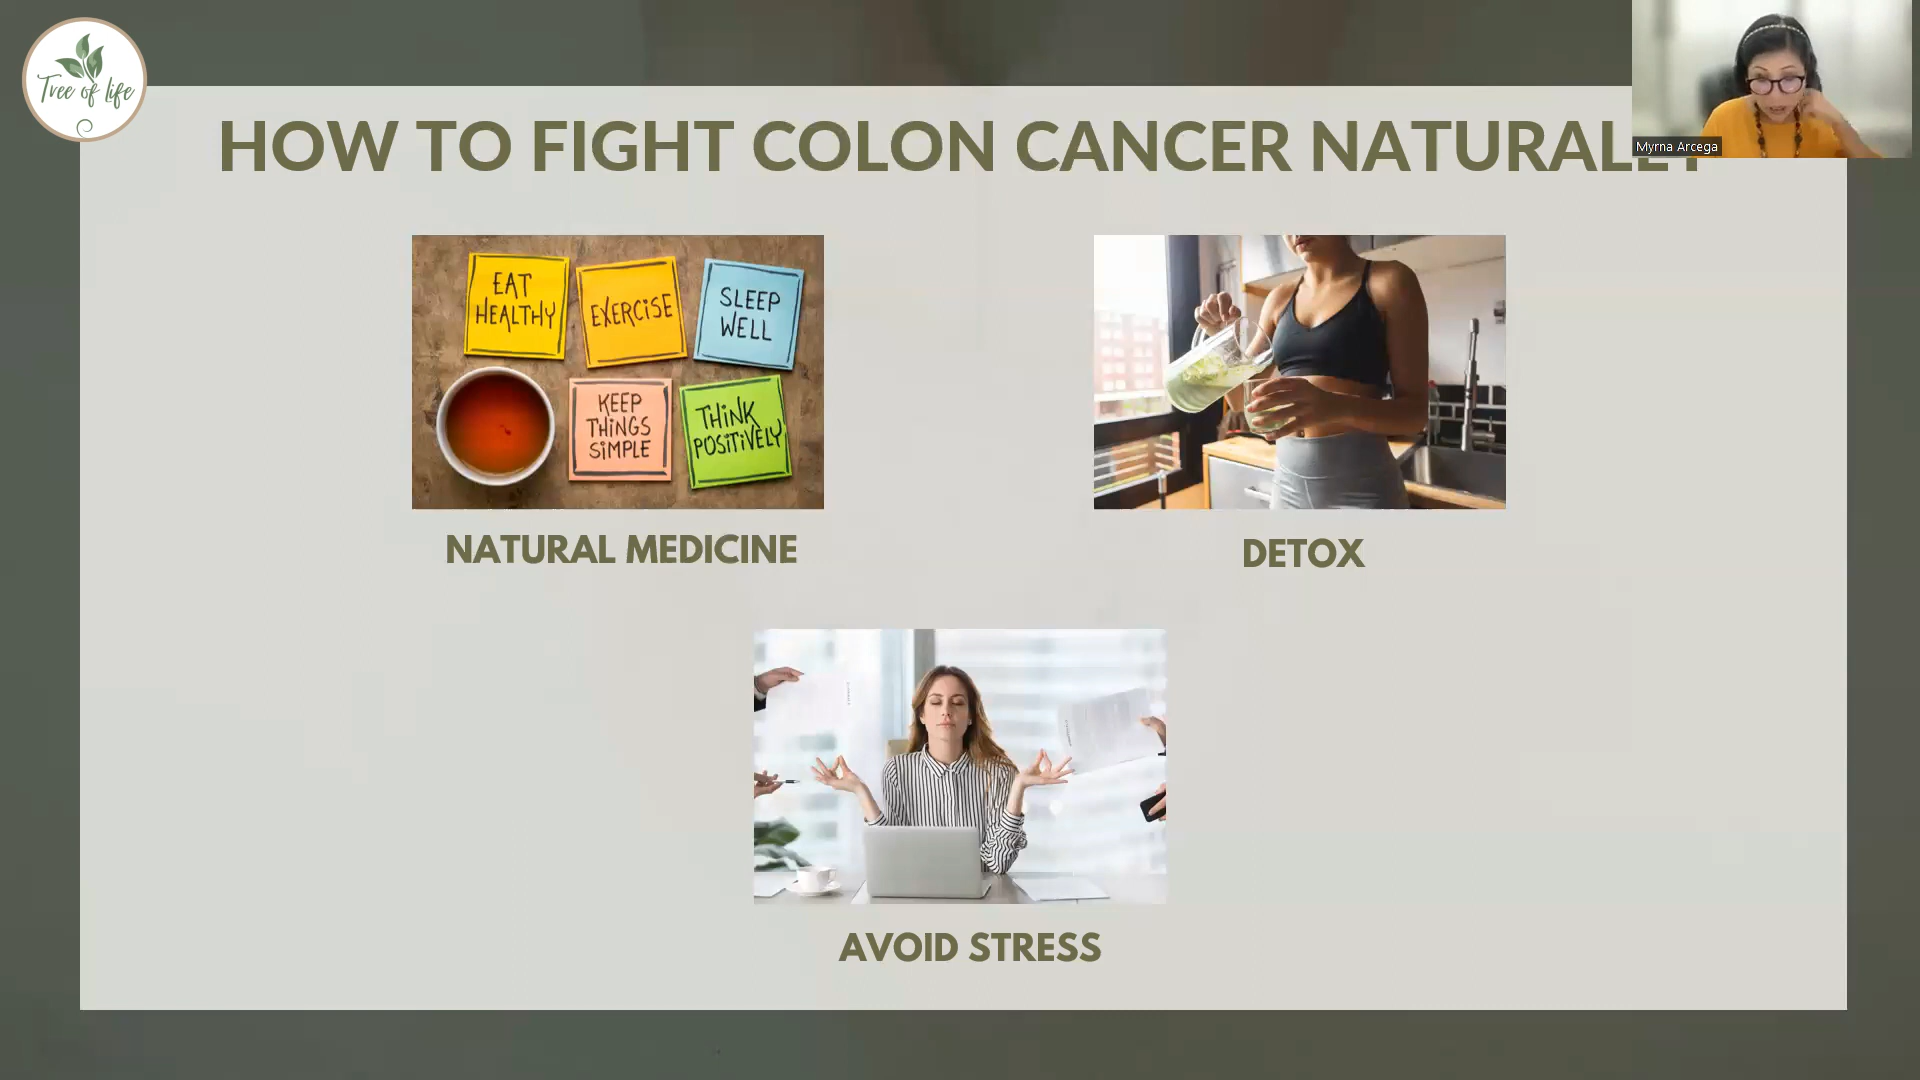 Tree of life
Myrna Arcega
HOW TO FIGHT COLON CANCER NATURALLY
EAT
HEALTHY
EXERCISE
SLEEP
WELL
KEEP
THINGS
SIMPLE
THINK
POSITIVELY
NATURAL MEDICINE
DETOX
AVOID STRESS